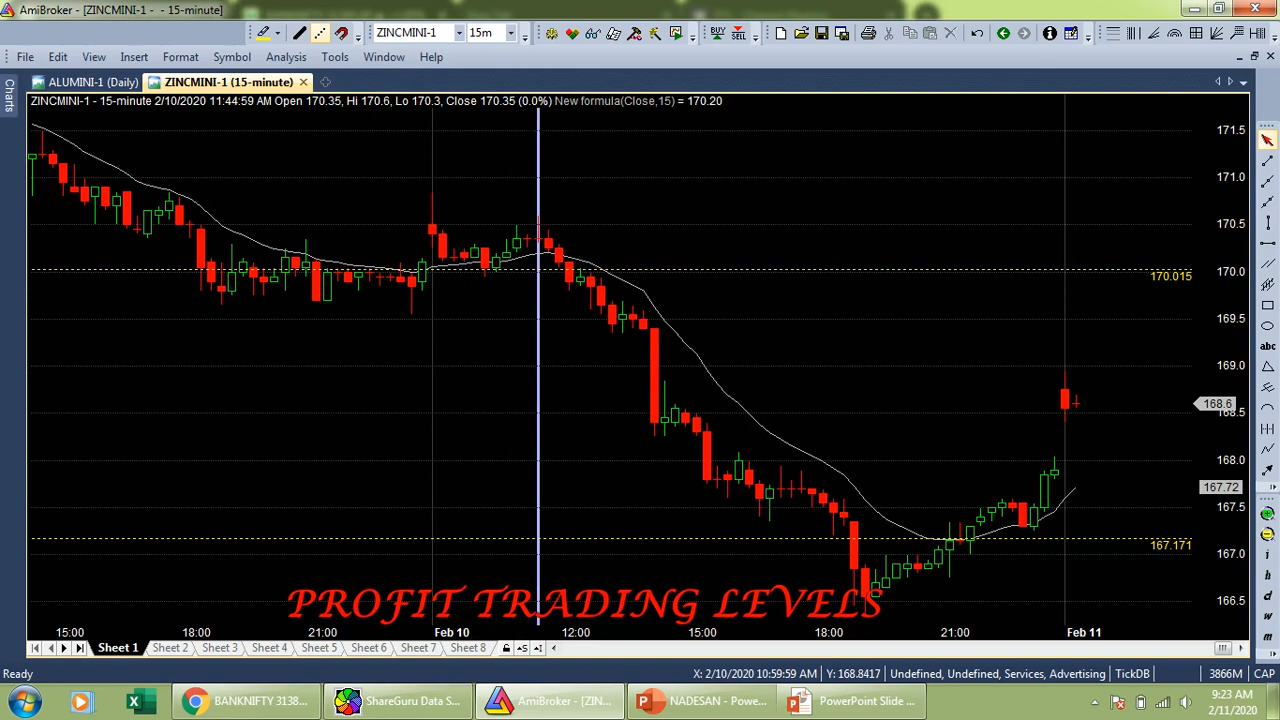 AmiBroker - [ZINCMINI-1 - - 15-minute]
ZINCMINI-1 15m BUY SELL
File Edit View Insert Format Symbol Analysis Tools Window Help
Charts
ALUMINI-1 (Daily) ZINCMINI-1 (15-minute)
ZINCMINI-1 - 15-minute 2/10/2020 11:44:59 AM Open 170.35, Hi 170.6, Lo 170.3, Close 170.35 (0.0%) New formula(Close,15) = 170.20
171.5
171.0
170.5
170.0
170.015
169.5
169.0
168.6
168.5
168.0
167.72
167.5
167.171
167.0
166.5
abc
i
h
d
w
m
PROFIT TRADING LEVELS
15:00 18:00 21:00 Feb 10 12:00 15:00 18:00 21:00 Feb 11
Sheet 1 Sheet 2 Sheet 3 Sheet 4 Sheet 5 Sheet 6 Sheet 7 Sheet 8
Ready X: 2/10/2020 10:59:59 AM Y: 168.8417 Undefined, Undefined, Services, Advertising TickDB 3866M CAP
BANKNIFTY 3138... ShareGuru Data S... AmiBroker - [ZIN... NADESAN - Powe... PowerPoint Slide ...
9:23 AM
2/11/2020